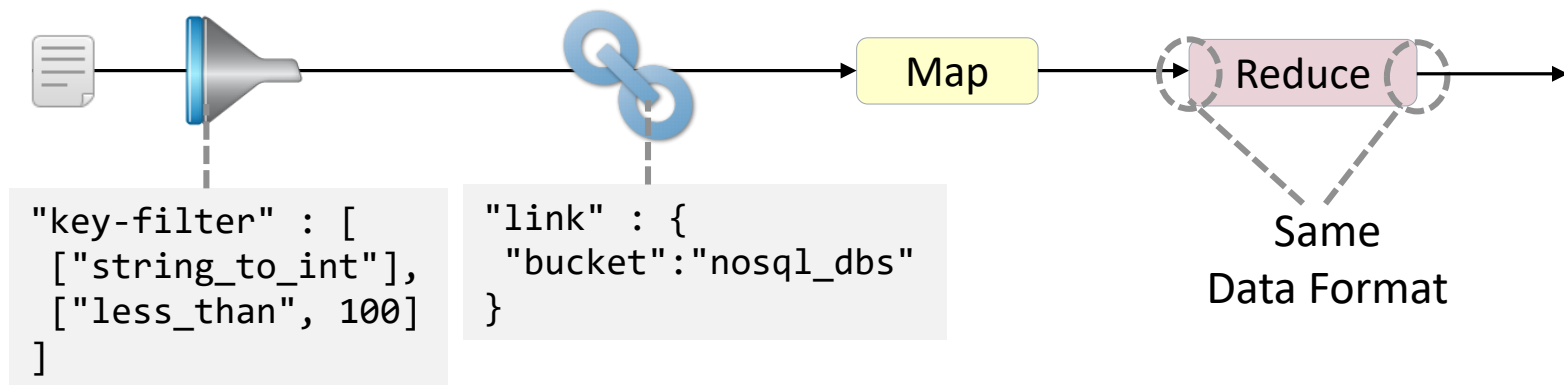 Map
Reduce
"key-filter" : [
["string_to_int"],
["less_than", 100]
]
"link" : {
"bucket":"nosql_dbs"
}
Same
Data Format